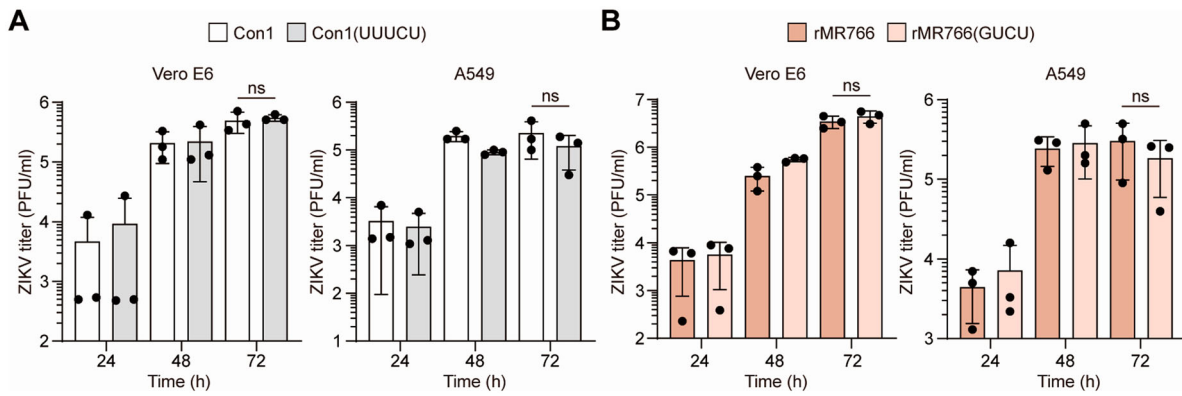 A
Con1
Con1(UUUCU)
Vero E6
ns
ZIKV titer (PFU/ml)
6
5
4
3
2
24
48
72
Time (h)
A549
ns
ZIKV titer (PFU/ml)
6
5
4
3
2
1
24
48
72
Time (h)
B
rMR766
rMR766(GUCU)
Vero E6
ns
ZIKV titer (PFU/ml)
7
6
5
4
3
2
24
48
72
Time (h)
A549
ns
ZIKV titer (PFU/ml)
6
5
4
3
24
48
72
Time (h)